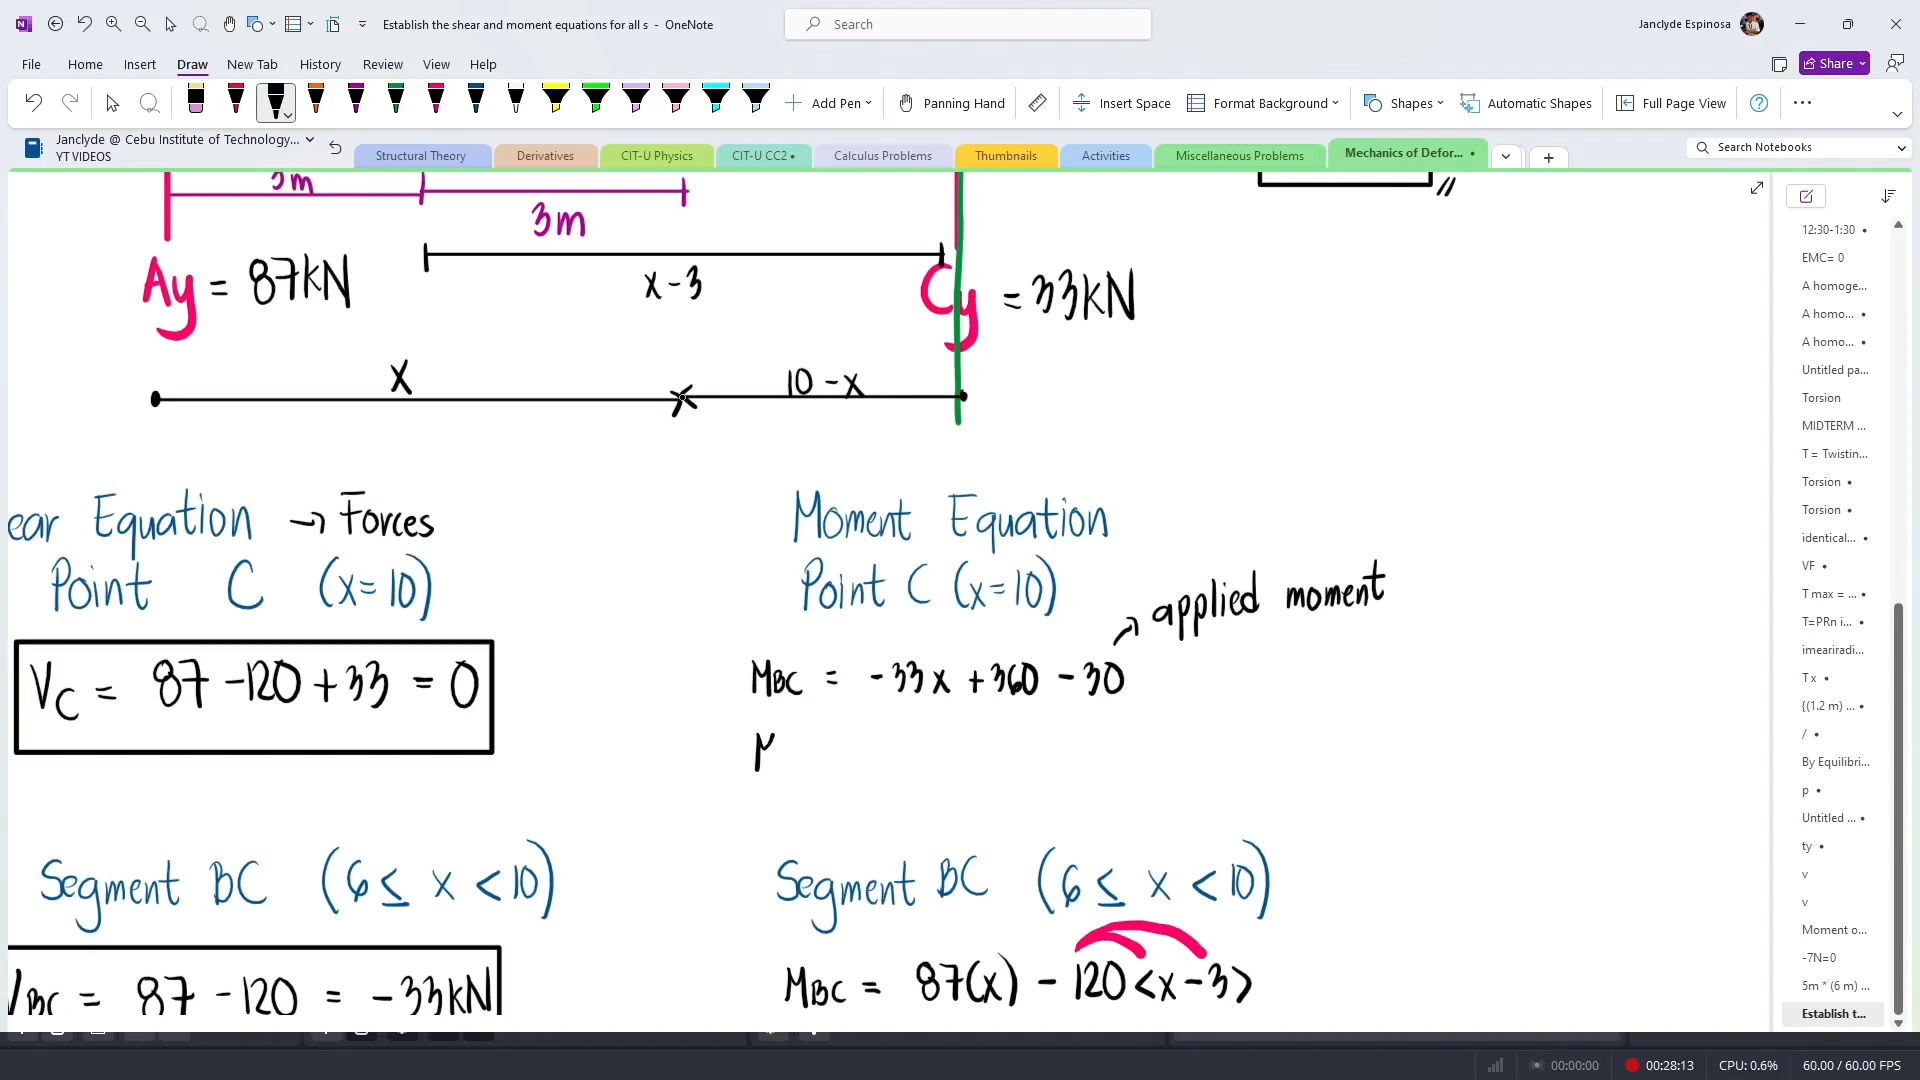 Establish the shear and moment equations for all s - OneNote
Search
Janclyde Espinosa
File Home Insert Draw New Tab History Review View Help
Share
Add Pen Panning Hand Insert Space Format Background Shapes Automatic Shapes Full Page View
Janclyde @ Cebu Institute of Technology...
YT VIDEOS
Structural Theory Derivatives CIT-U Physics CIT-U CC2 Calculus Problems Thumbnails Activities Miscellaneous Problems Mechanics of Defor...
Search Notebooks
3m
3m
x-3
Ay = 87kN
Cy = 33kN
x
10-x
ear Equation → Forces
Point C (x=10)
Vc = 87 -120 +33 = 0
Moment Equation
Point C (x=10)
applied moment
MBC = -33x +360 -30
Segment BC (6 ≤ x < 10)
VBC = 87 -120 = -33kN
Segment BC (6 ≤ x < 10)
MBC = 87(x) - 120<x-3>
12:30-1:30
EMC= 0
A homoge...
A homo...
A homo...
Untitled pa...
Torsion
MIDTERM ...
T = Twistin...
Torsion
Torsion
identical...
VF
T max = ...
T=PRn i...
imeariradi...
T x
{(1.2 m) ...
/
By Equilibri...
p
Untitled ...
ty
v
v
Moment o...
-7N=0
5m * (6 m) ...
Establish t...
00:00:00
00:28:13
CPU: 0.6%
60.00 / 60.00 FPS